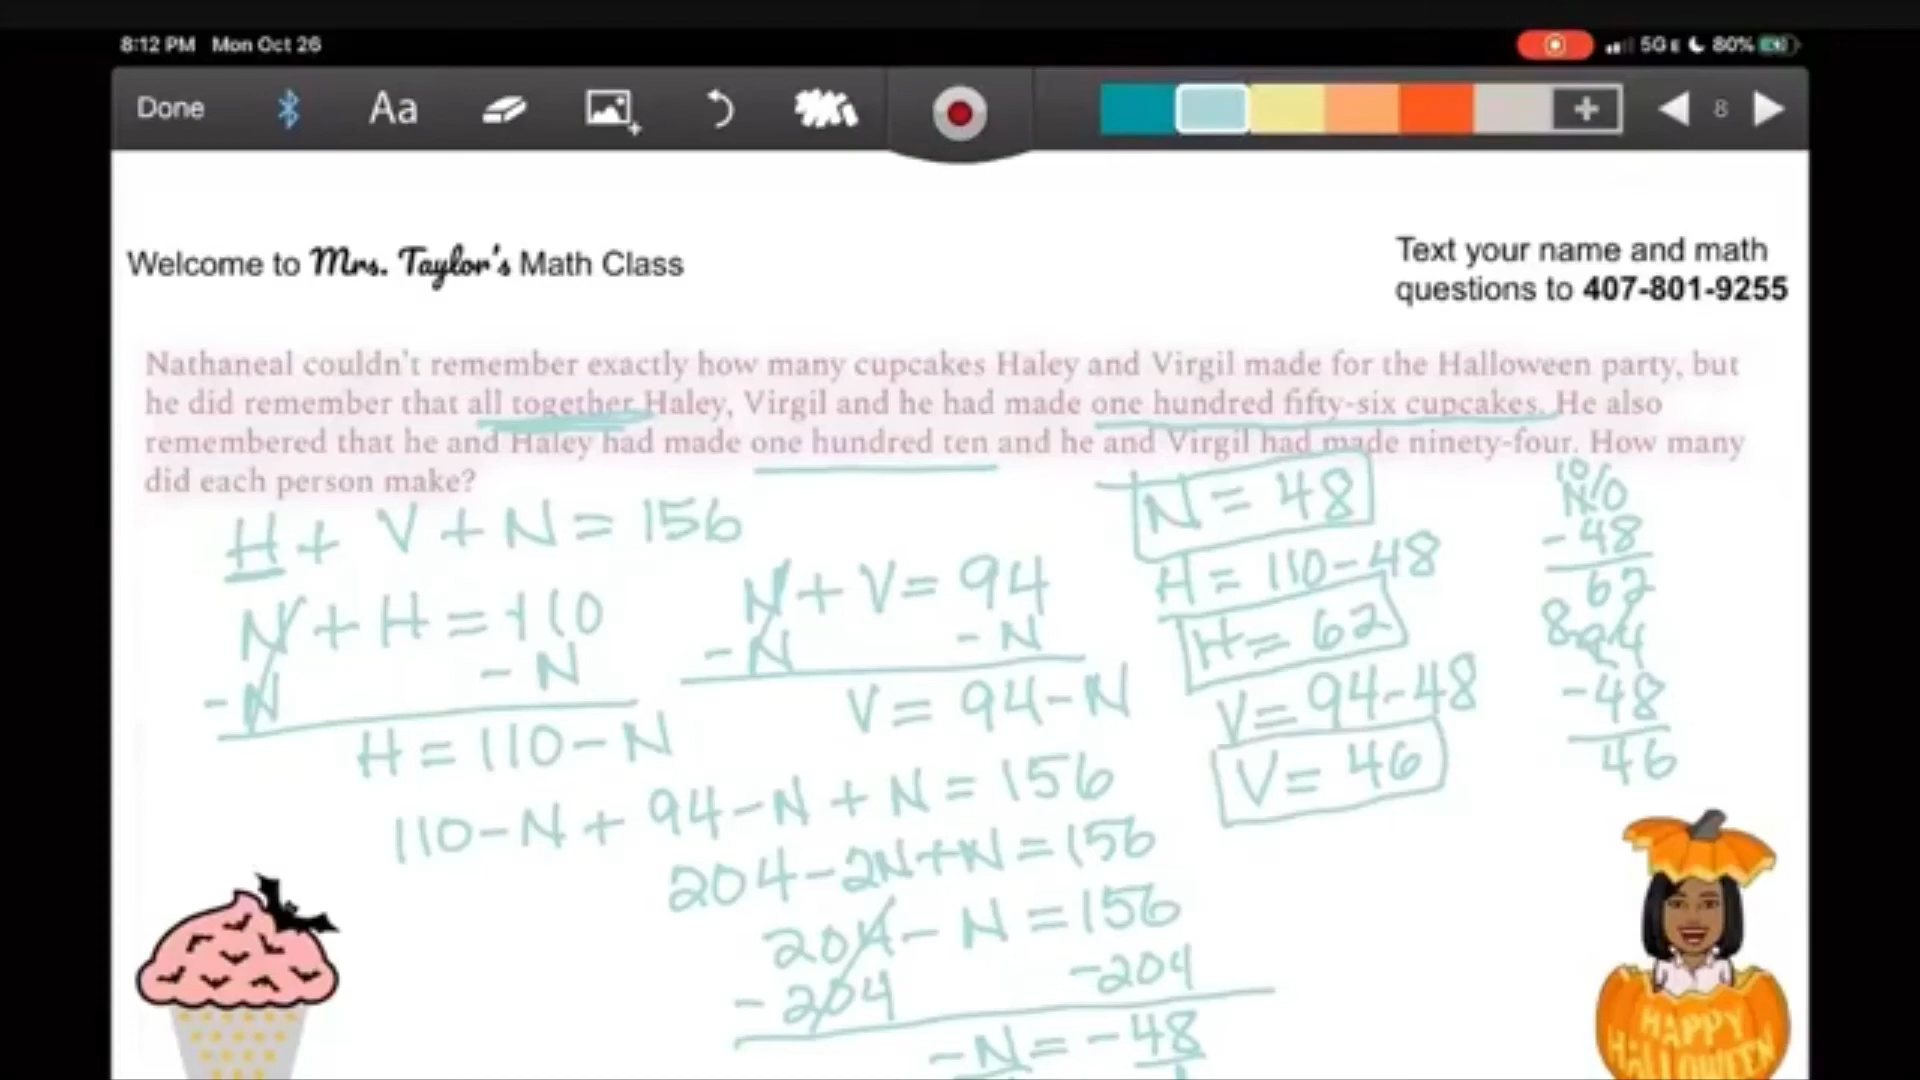 8:12 PM Mon Oct 26
5G E 80%
Done
Aa
8
Welcome to Mrs. Taylor's Math Class
Text your name and math
questions to 407-801-9255
Nathaneal couldn't remember exactly how many cupcakes Haley and Virgil made for the Halloween party, but
he did remember that all together Haley, Virgil and he had made one hundred fifty-six cupcakes. He also
remembered that he and Haley had made one hundred ten and he and Virgil had made ninety-four. How many
did each person make?
H + V + N = 156
N + H = 110
- N - N
H = 110 - N
N + V = 94
- N - N
V = 94 - N
110 - N + 94 - N + N = 156
204 - 2N + N = 156
204 - N = 156
- 204 - 204
- N = - 48
N = 48
H = 110 - 48
H = 62
V = 94 - 48
V = 46
- 48
62
- 48
46
HAPPY
HALLOWEEN